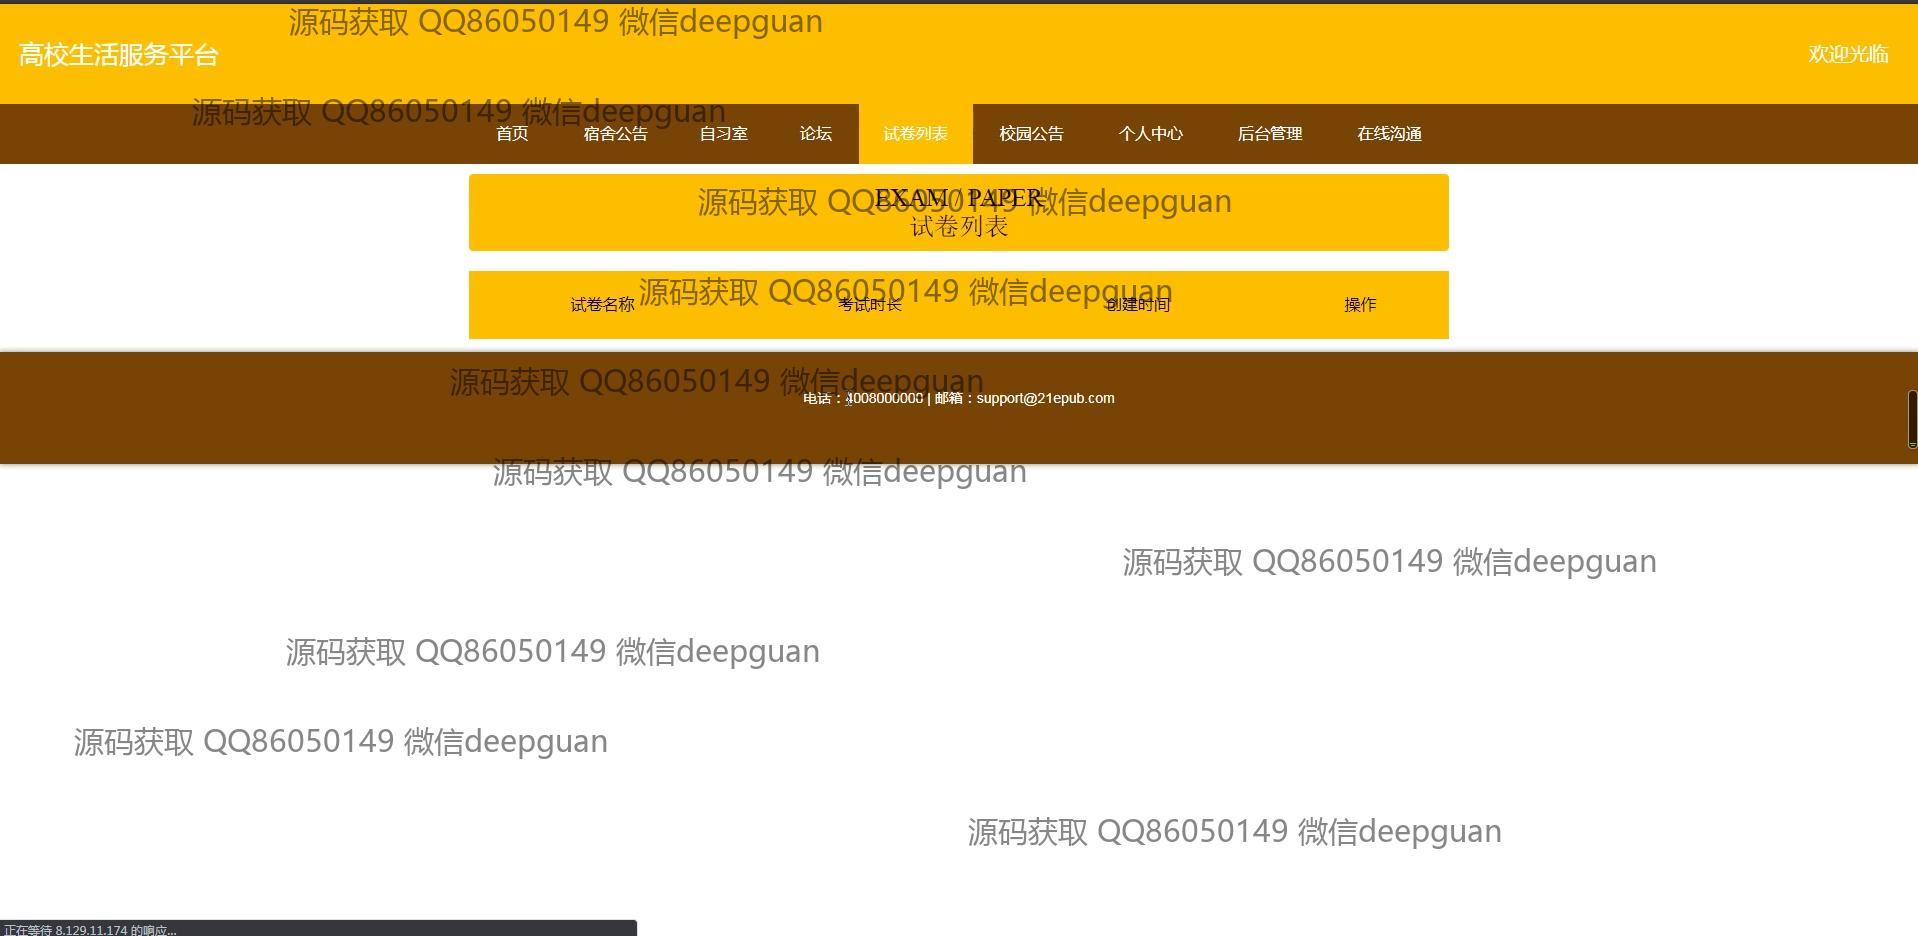 源码获取 QQ86050149 微信deepguan
高校生活服务平台
欢迎光临
源码获取 QQ86050149 微信deepguan
首页 宿舍公告 自习室 论坛 试卷列表 校园公告 个人中心 后台管理 在线沟通
EXAM / PAPER
源码获取 QQ86050149 微信deepguan
试卷列表
源码获取 QQ86050149 微信deepguan
试卷名称 考试时长 创建时间 操作
源码获取 QQ86050149 微信deepguan
电话：4008000000 | 邮箱：support@21epub.com
源码获取 QQ86050149 微信deepguan
源码获取 QQ86050149 微信deepguan
源码获取 QQ86050149 微信deepguan
源码获取 QQ86050149 微信deepguan
源码获取 QQ86050149 微信deepguan
正在等待 8.129.11.174 的响应...